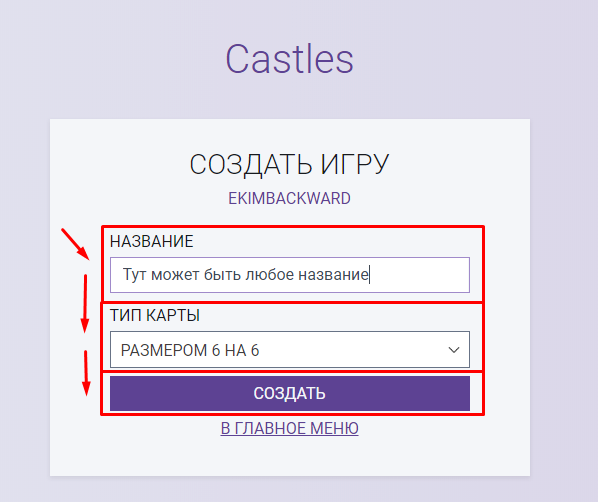 Castles
СОЗДАТЬ ИГРУ
EKIMBACKWARD
НАЗВАНИЕ
Тут может быть любое название
ТИП КАРТЫ
РАЗМЕРОМ 6 НА 6
СОЗДАТЬ
В ГЛАВНОЕ МЕНЮ